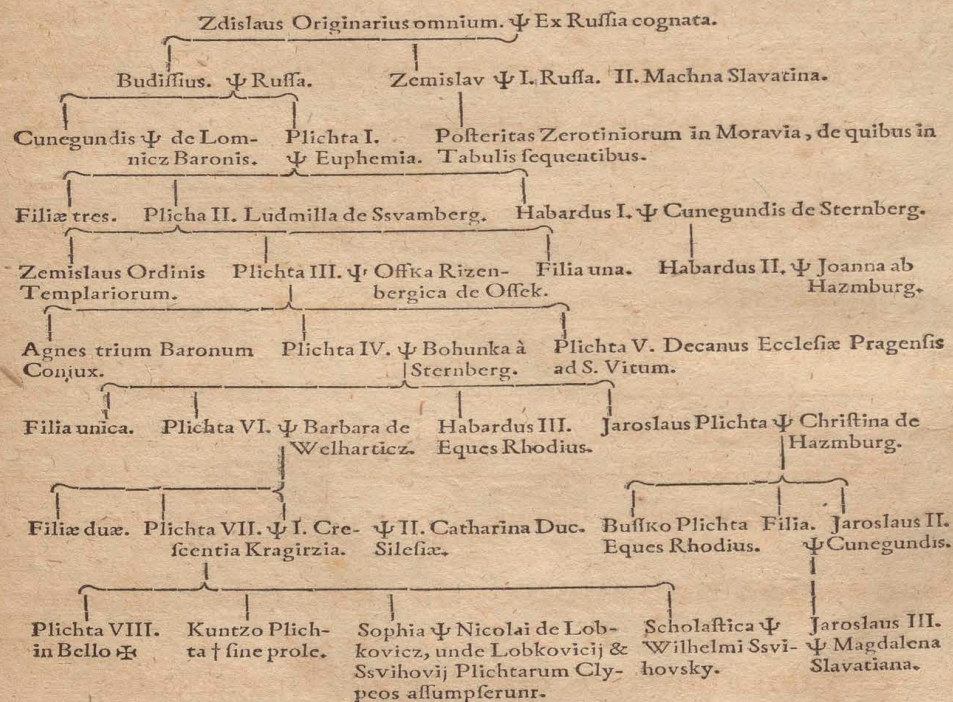 Zdislaus Originarius omnium. Ψ Ex Ruſſia cognata.
Budiſſius. Ψ Ruſſa. Zemislav Ψ I. Ruſſa. II. Machna Slavatina.
Cunegundis Ψ de Lom-
nicz Baronis.
Plichta I.
Ψ Euphemia.
Poſteritas Zerotiniorum in Moravia, de quibus in
Tabulis ſequentibus.
Filiæ tres. Plicha II. Ludmilla de Ssvamberg. Habardus I. Ψ Cunegundis de Sternberg.
Zemislaus Ordinis
Templariorum.
Plichta III. Ψ Offka Rizen-
bergica de Oſſek.
Filia una.
Habardus II. Ψ Joanna ab
Hazmburg.
Agnes trium Baronum
Conjux.
Plichta IV. Ψ Bohunka à
Sternberg.
Plichta V. Decanus Eccleſiæ Pragenſis
ad S. Vitum.
Filia unica.
Plichta VI. Ψ Barbara de
Welharticz.
Habardus III.
Eques Rhodius.
Jaroslaus Plichta Ψ Chriſtina de
Hazmburg.
Filiæ duæ.
Plichta VII. Ψ I. Cre-
ſcentia Kragirzia.
Ψ II. Catharina Duc.
Sileſiæ.
Buſſko Plichta
Eques Rhodius.
Filia.
Jaroslaus II.
Ψ Cunegundis.
Plichta VIII.
in Bello ✠
Kuntzo Plich-
ta † ſine prole.
Sophia Ψ Nicolai de Lob-
kovicz, unde Lobkovicij &
Ssvihovij Plichtarum Cly-
peos aſſumpſerunr.
Scholaſtica Ψ
Wilhelmi Ssvi-
hovsky.
Jaroslaus III.
Ψ Magdalena
Slavatiana.